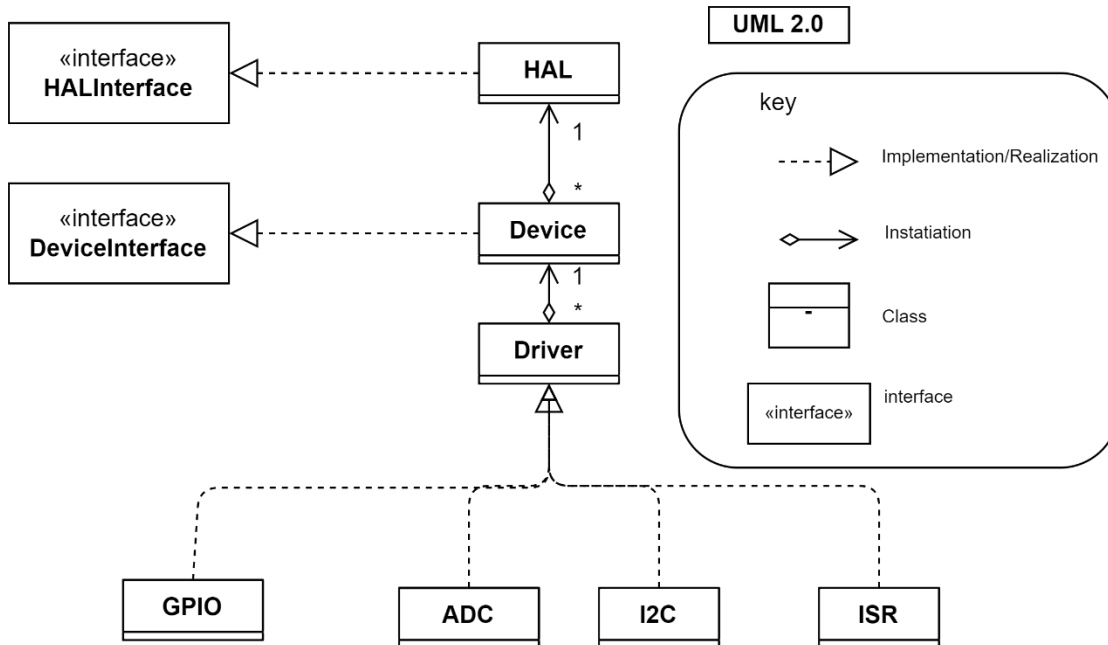 UML 2.0
«interface»
HALInterface
HAL
1
*
«interface»
DeviceInterface
Device
1
*
Driver
GPIO
ADC
I2C
ISR
key
Implementation/Realization
Instatiation
Class
-
«interface»
interface